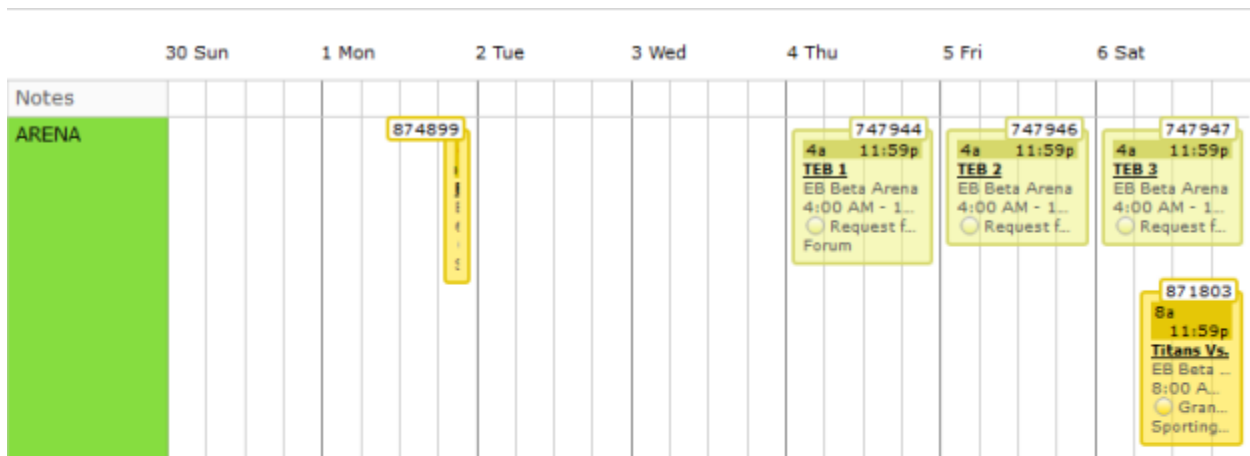 30 Sun 1 Mon 2 Tue 3 Wed 4 Thu 5 Fri 6 Sat
Notes
ARENA
874899
747944
4a 11:59p
TEB 1
EB Beta Arena
4:00 AM - 1...
Request f...
Forum
747946
4a 11:59p
TEB 2
EB Beta Arena
4:00 AM - 1...
Request f...
747947
4a 11:59p
TEB 3
EB Beta Arena
4:00 AM - 1...
Request f...
871803
8a
11:59p
Titans Vs.
EB Beta ...
8:00 A...
Gran...
Sporting...